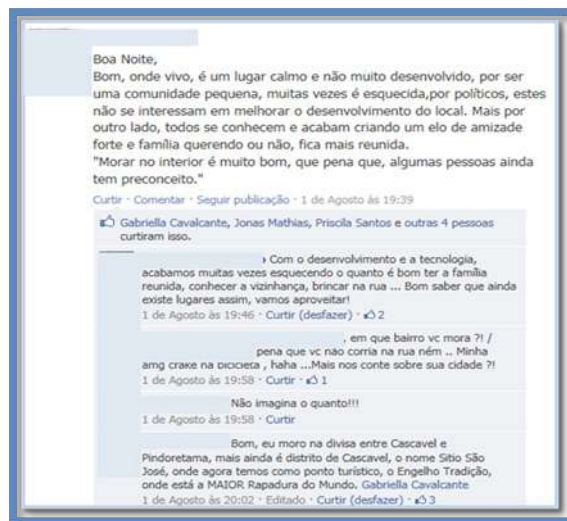 Boa Noite,
Bom, onde vivo, é um lugar calmo e não muito desenvolvido, por ser
uma comunidade pequena, muitas vezes é esquecida,por políticos, estes
não se interessam em melhorar o desenvolvimento do local. Mais por
outro lado, todos se conhecem e acabam criando um elo de amizade
forte e família querendo ou não, fica mais reunida.
"Morar no interior é muito bom, que pena que, algumas pessoas ainda
tem preconceito."
Curtir · Comentar · Seguir publicação · 1 de Agosto às 19:39
Gabriella Cavalcante, Jonas Mathias, Priscila Santos e outras 4 pessoas
curtiram isso.
Com o desenvolvimento e a tecnologia,
acabamos muitas vezes esquecendo o quanto é bom ter a família
reunida, conhecer a vizinhança, brincar na rua ... Bom saber que ainda
existe lugares assim, vamos aproveitar!
1 de Agosto às 19:46 · Curtir (desfazer) · 2
, em que bairro vc mora ?! /
pena que vc não corria na rua ném .. Minha
amg crake na bicicleta , haha ...Mais nos conte sobre sua cidade ?!
1 de Agosto às 19:58 · Curtir · 1
Não imagina o quanto!!!
1 de Agosto às 19:58 · Curtir
Bom, eu moro na divisa entre Cascavel e
Pindoretama, mais ainda é distrito de Cascavel, o nome Sitio São
José, onde agora temos como ponto turístico, o Engelho Tradição,
onde está a MAIOR Rapadura do Mundo. Gabriella Cavalcante
1 de Agosto às 20:02 · Editado · Curtir (desfazer) · 3